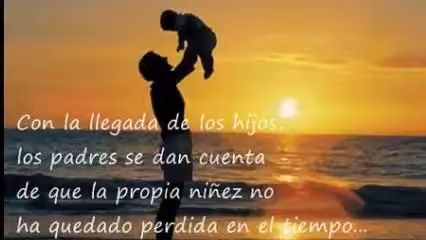 Con la llegada de los hijos,
los padres se dan cuenta
de que la propia niñez no
ha quedado perdida en el tiempo...